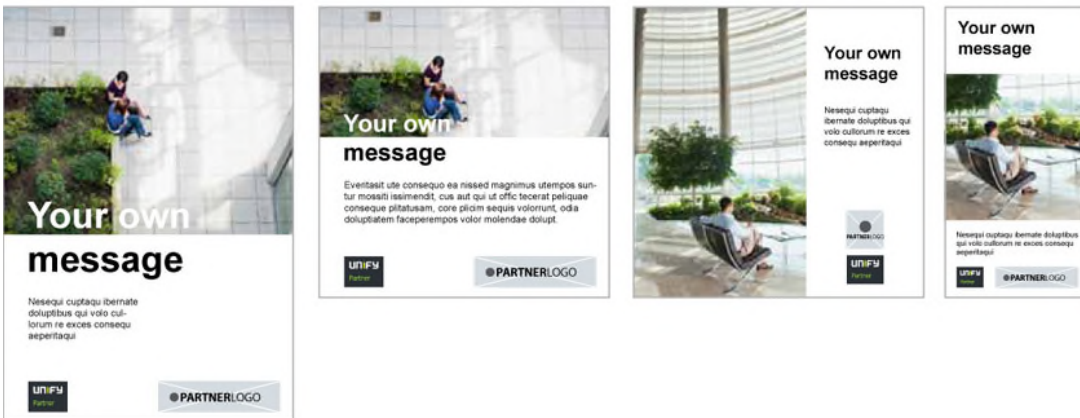 Your own
message
Nesequi cuptaqu ibernate
doluptibus qui volo cul-
lorum re exces consequ
aeperitaqui
UNIFY
Partner
PARTNERLOGO
Your own
message
Eventasit ute consequo ea nissed magnimus utempos sun-
tur mossiti issimendit, cus aut qui ut offic tecerat peliquae
conseque plitatusam, core plicim sequis volorrunt, odia
doluptiatem faceperempos volor molendae dolupt.
UNIFY
Partner
PARTNERLOGO
Your own
message
Nesequi cuptaqu
ibernate doluptibus qui
volo cullorum re exces
consequ aeperitaqui
PARTNERLOGO
UNIFY
Partner
Your own
message
Nesequi cuptaqu ibernate doluptibus
qui volo cullorum re exces consequ
aeperitaqui
UNIFY
Partner
PARTNERLOGO